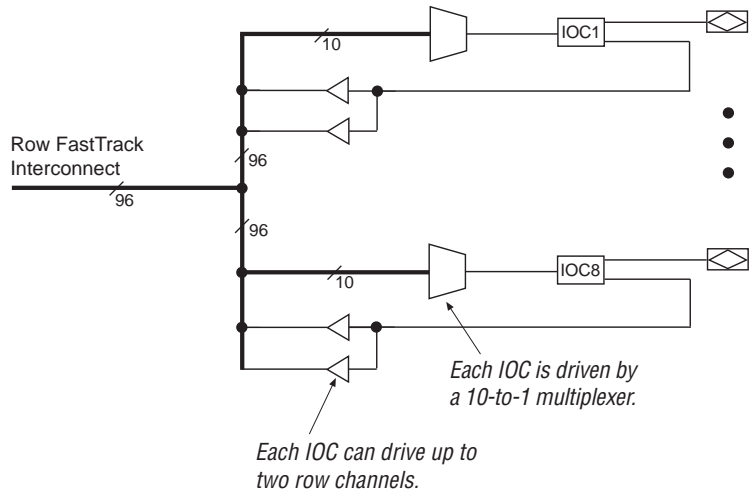 10
IOC1
Row FastTrack
Interconnect
96
96
96
10
IOC8
Each IOC is driven by
a 10-to-1 multiplexer.
Each IOC can drive up to
two row channels.